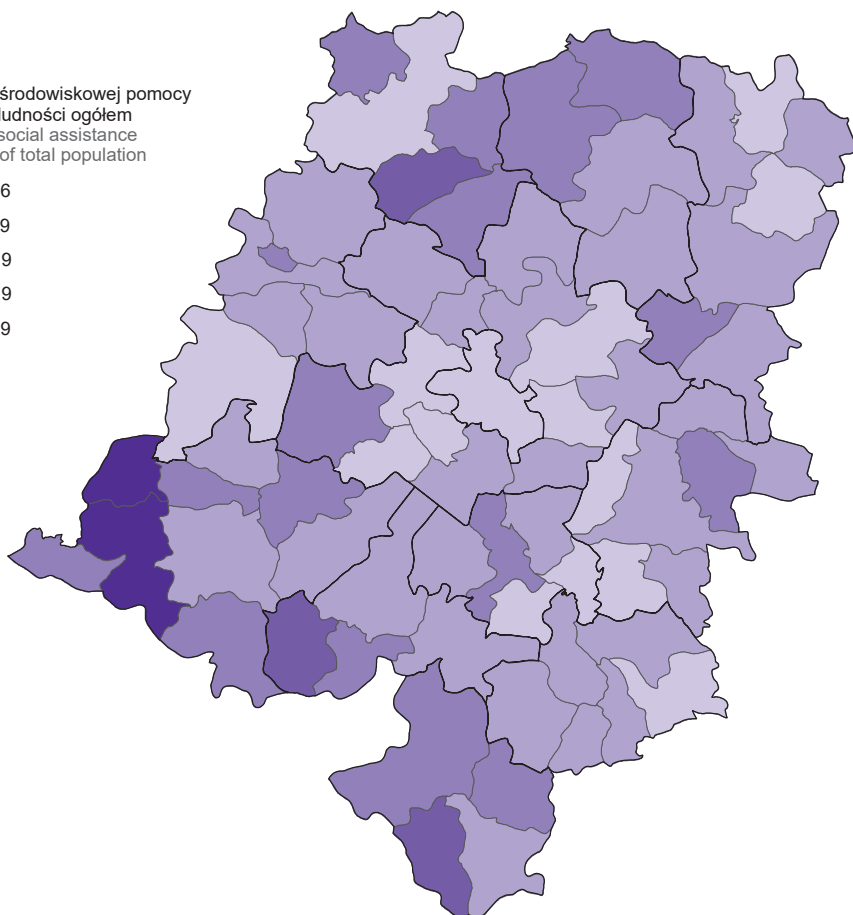 środowiskowej pomocy
ludności ogółem
social assistance
of total population
6
9
9
9
9